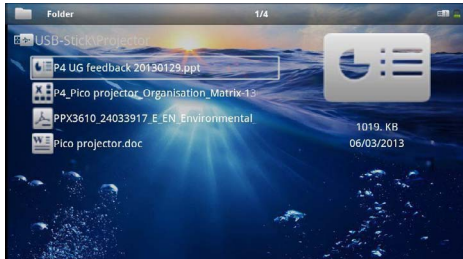 Folder 1/4
USB-Stick\Projector
P4 UG feedback 20130129.ppt
P4_Pico projector_Organisation_Matrix-13
PPX3610_24033917_E_EN_Environmental
Pico projector.doc
1019. KB
06/03/2013